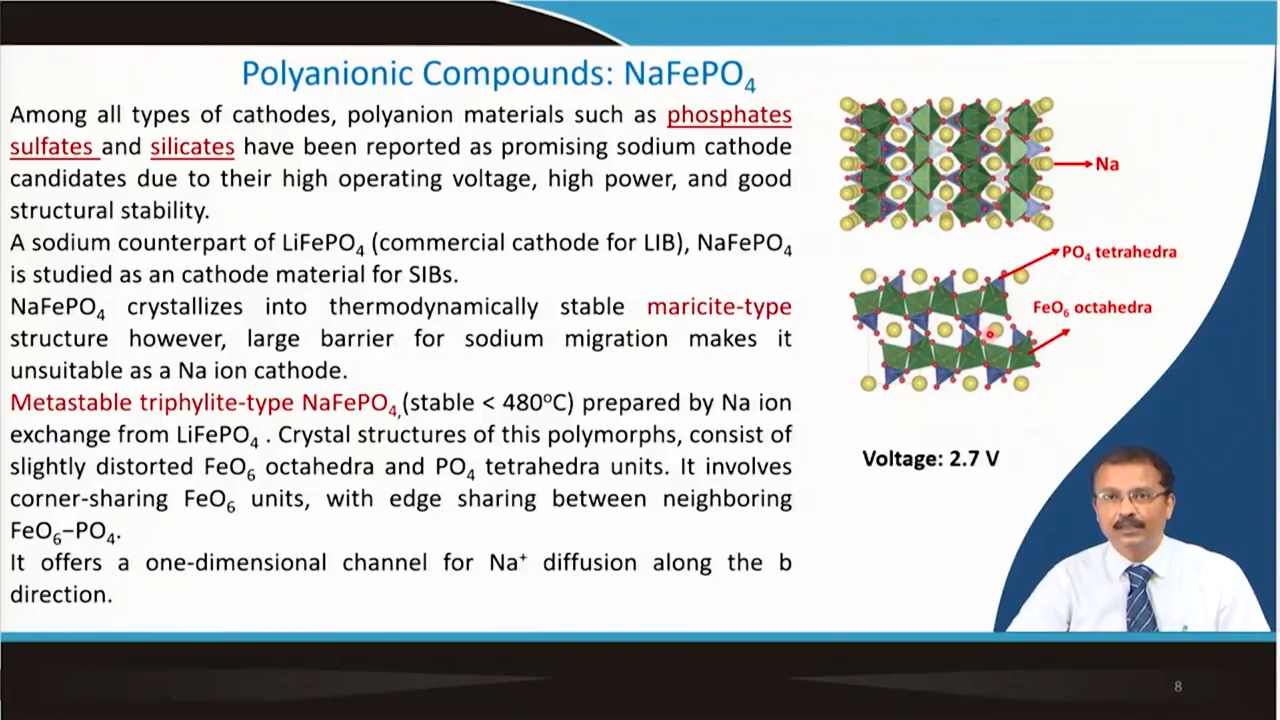 Polyanionic Compounds: NaFePO₄
Among all types of cathodes, polyanion materials such as phosphates
sulfates and silicates have been reported as promising sodium cathode
candidates due to their high operating voltage, high power, and good
structural stability.
A sodium counterpart of LiFePO₄ (commercial cathode for LIB), NaFePO₄
is studied as an cathode material for SIBs.
NaFePO₄ crystallizes into thermodynamically stable maricite-type
structure however, large barrier for sodium migration makes it
unsuitable as a Na ion cathode.
Metastable triphylite-type NaFePO₄,(stable < 480°C) prepared by Na ion
exchange from LiFePO₄ . Crystal structures of this polymorphs, consist of
slightly distorted FeO₆ octahedra and PO₄ tetrahedra units. It involves
corner-sharing FeO₆ units, with edge sharing between neighboring
FeO₆−PO₄.
It offers a one-dimensional channel for Na⁺ diffusion along the b
direction.
Na
PO₄ tetrahedra
FeO₆ octahedra
Voltage: 2.7 V
8